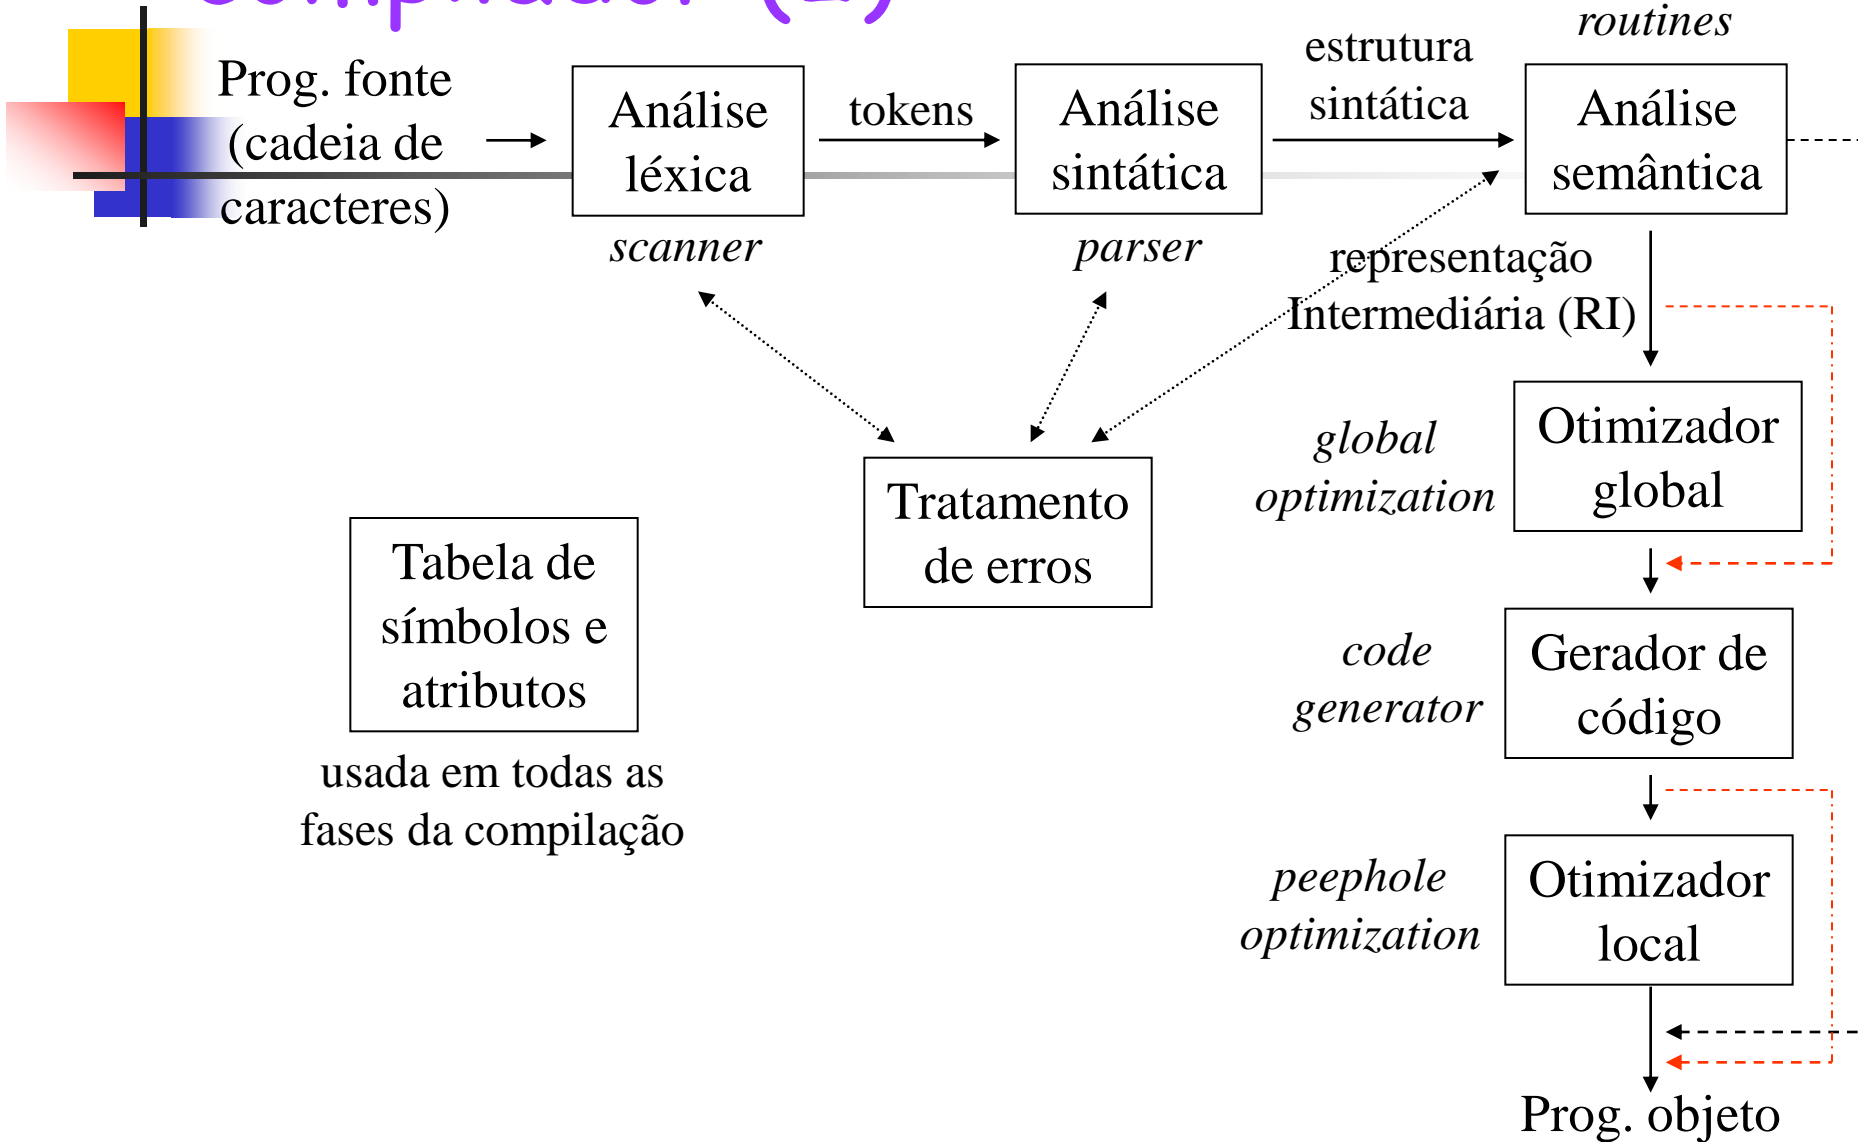 compilador (2)
Prog. fonte
(cadeia de
caracteres)
Análise
léxica
scanner
tokens
Análise
sintática
parser
estrutura
sintática
routines
Análise
semântica
representação
Intermediária (RI)
global
optimization
Otimizador
global
Tratamento
de erros
Tabela de
símbolos e
atributos
usada em todas as
fases da compilação
code
generator
Gerador de
código
peephole
optimization
Otimizador
local
Prog. objeto